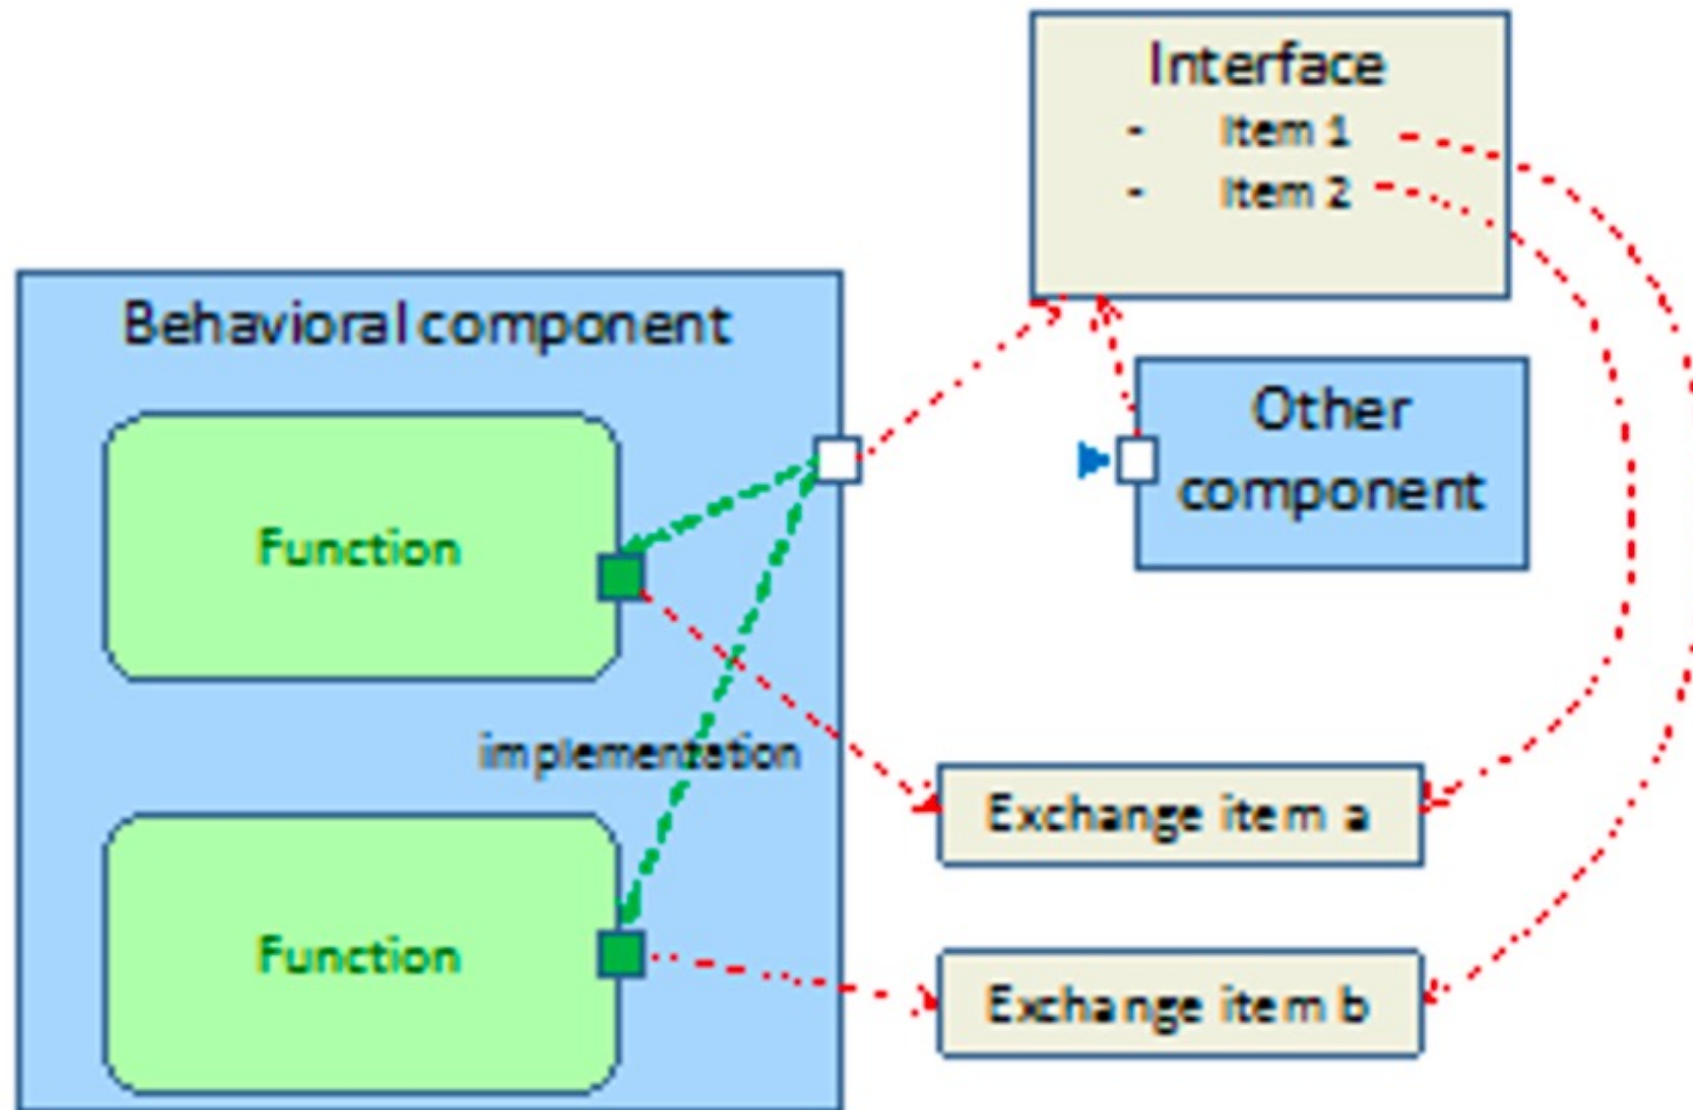 Interface
- Item 1
- Item 2
Behavioral component
Other
component
Function
implementation
Exchange item a
Function
Exchange item b